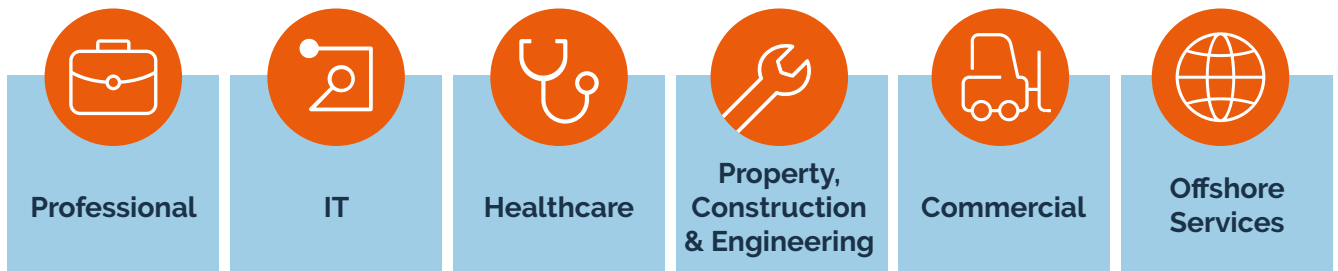 Professional
IT
Healthcare
Property,
Construction
& Engineering
Commercial
Offshore
Services